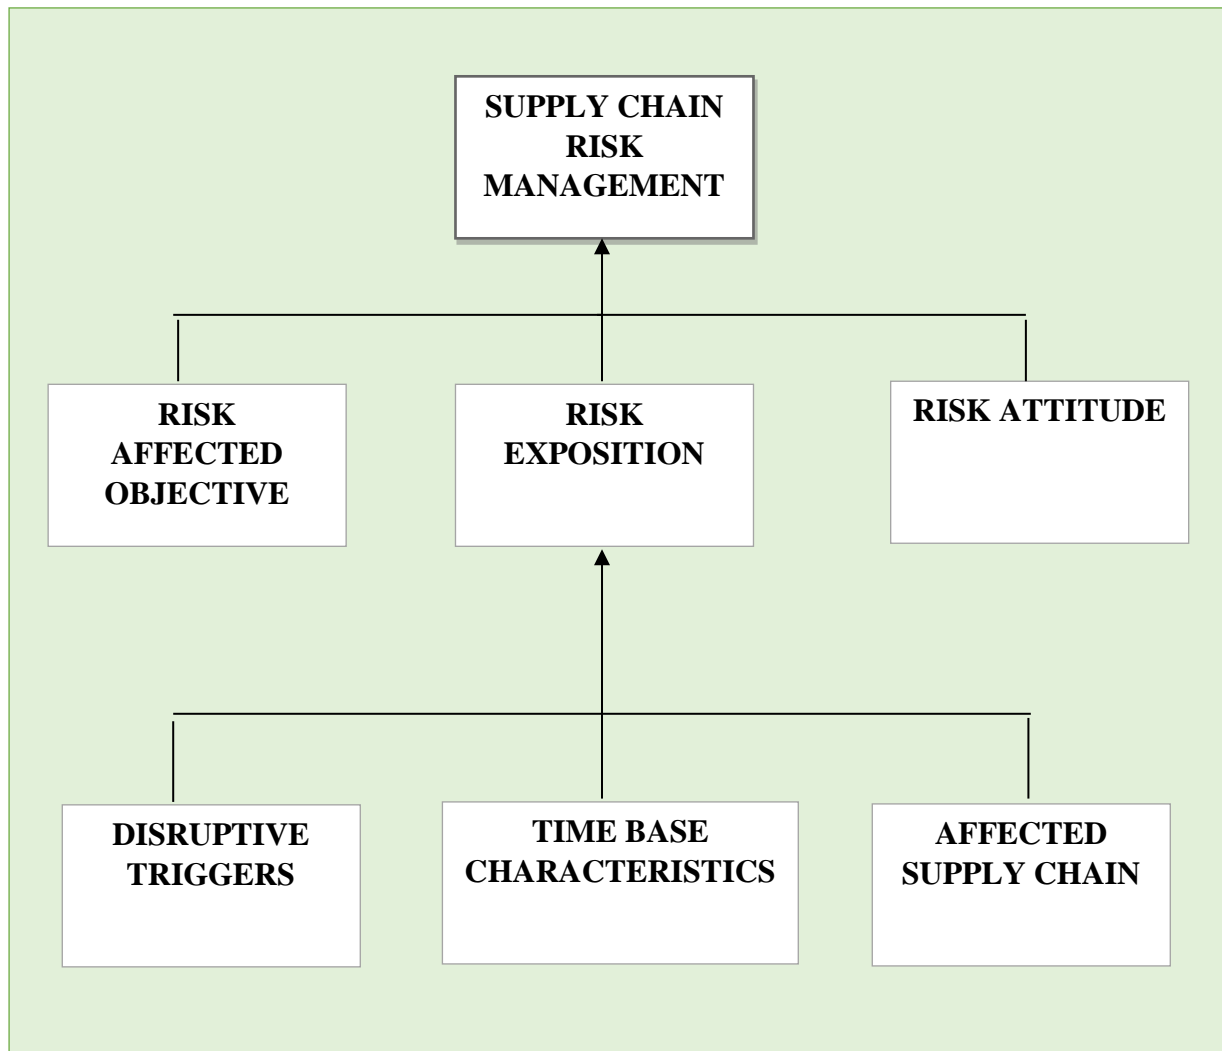 SUPPLY CHAIN
RISK
MANAGEMENT
RISK
AFFECTED
OBJECTIVE
RISK
EXPOSITION
RISK ATTITUDE
DISRUPTIVE
TRIGGERS
TIME BASE
CHARACTERISTICS
AFFECTED
SUPPLY CHAIN